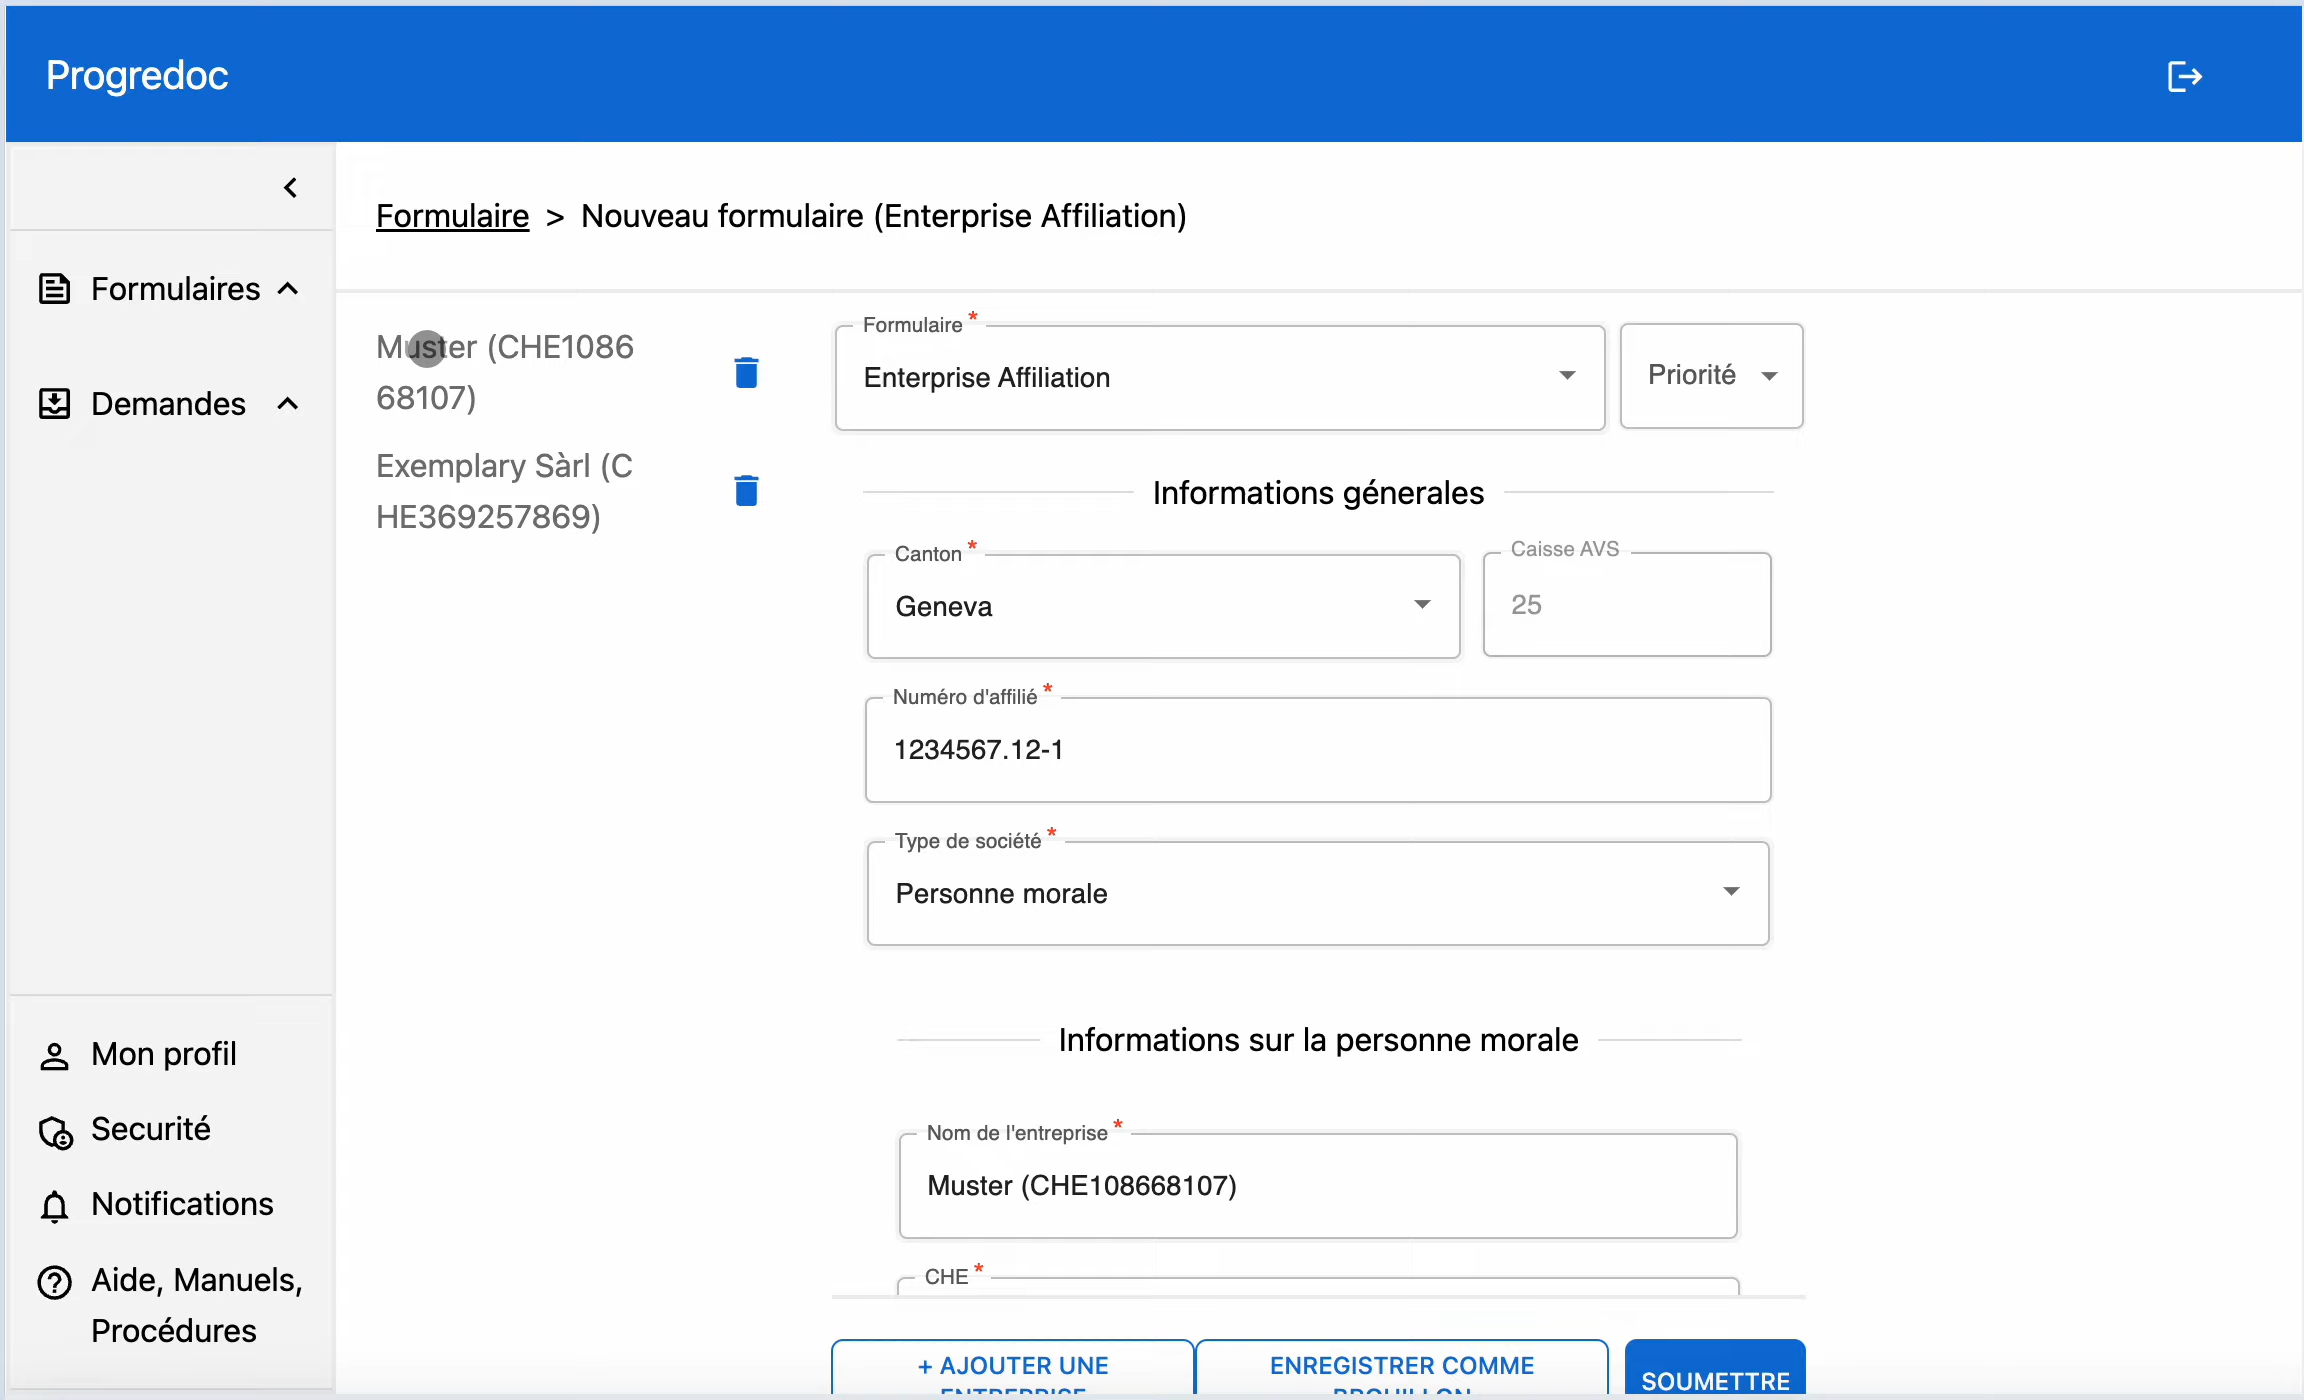 Progredoc
Formulaire > Nouveau formulaire (Enterprise Affiliation)
Formulaires
Demandes
Mon profil
Securité
Notifications
Aide, Manuels,
Procédures
Muster (CHE1086
68107)
Exemplary Sàrl (C
HE369257869)
Formulaire *
Enterprise Affiliation
Priorité
Informations génerales
Canton *
Geneva
Caisse AVS
25
Numéro d'affilié *
1234567.12-1
Type de société *
Personne morale
Informations sur la personne morale
Nom de l'entreprise *
Muster (CHE108668107)
CHE *
+ AJOUTER UNE
ENTREPRISE
ENREGISTRER COMME
BROUILLON
SOUMETTRE